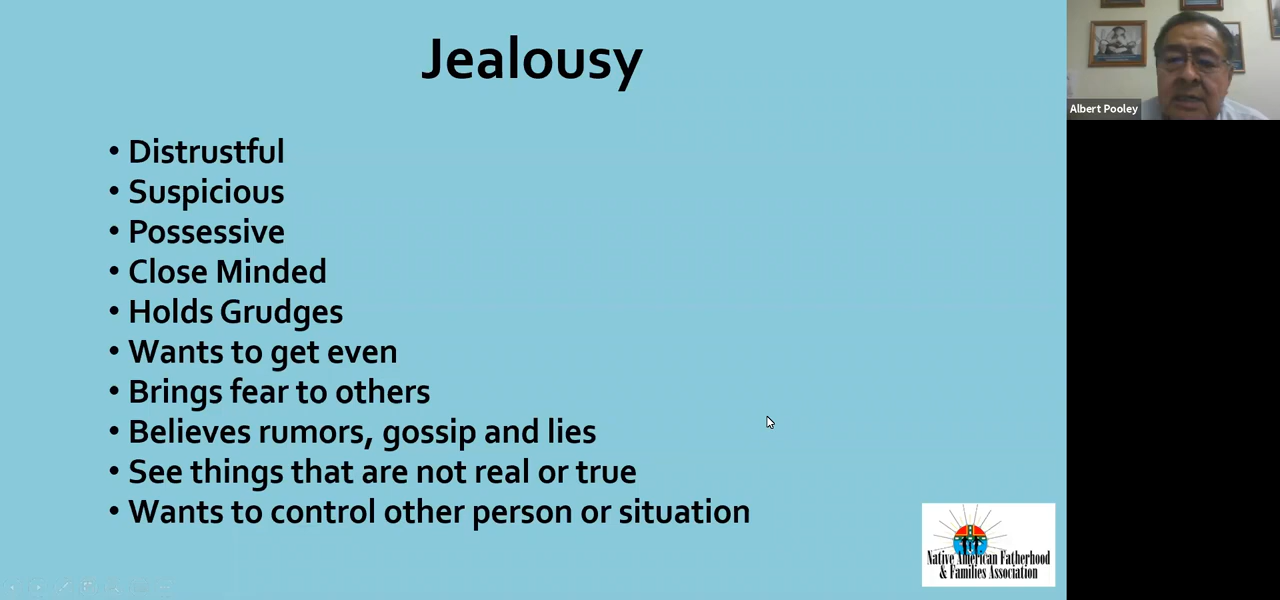 Jealousy
Albert Pooley
• Distrustful
• Suspicious
• Possessive
• Close Minded
• Holds Grudges
• Wants to get even
• Brings fear to others
• Believes rumors, gossip and lies
• See things that are not real or true
• Wants to control other person or situation
Native American Fatherhood
& Families Association